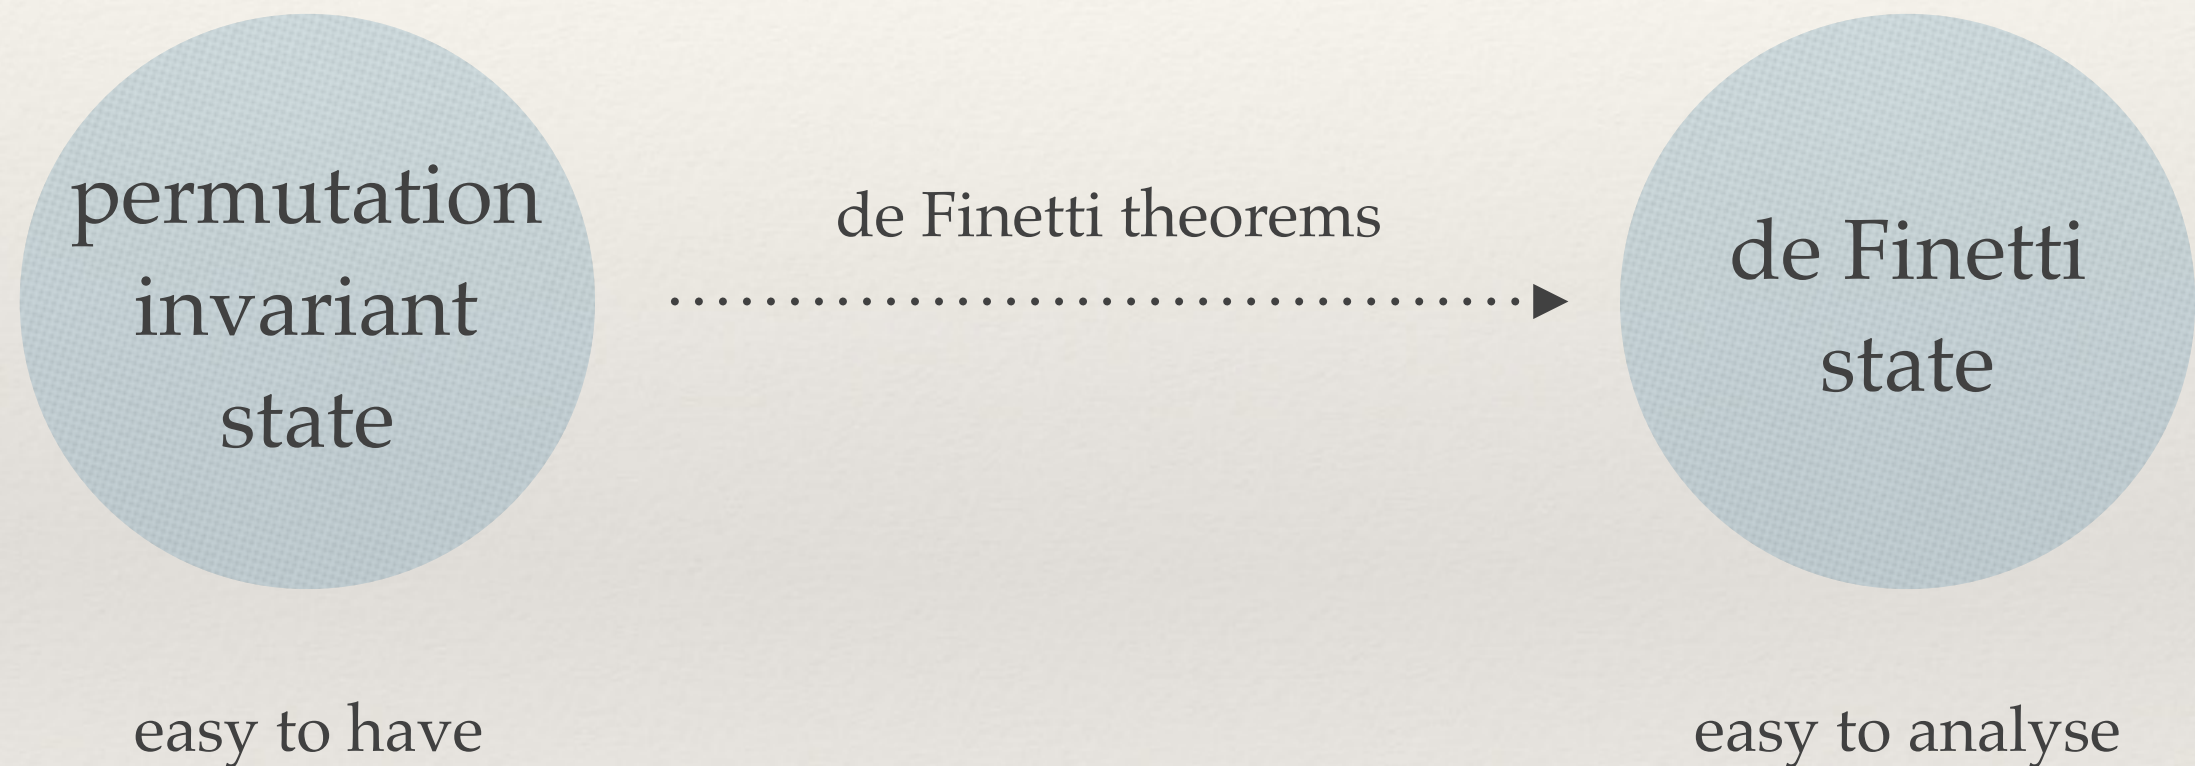 permutation
invariant
state
de Finetti theorems
de Finetti
state
easy to have
easy to analyse